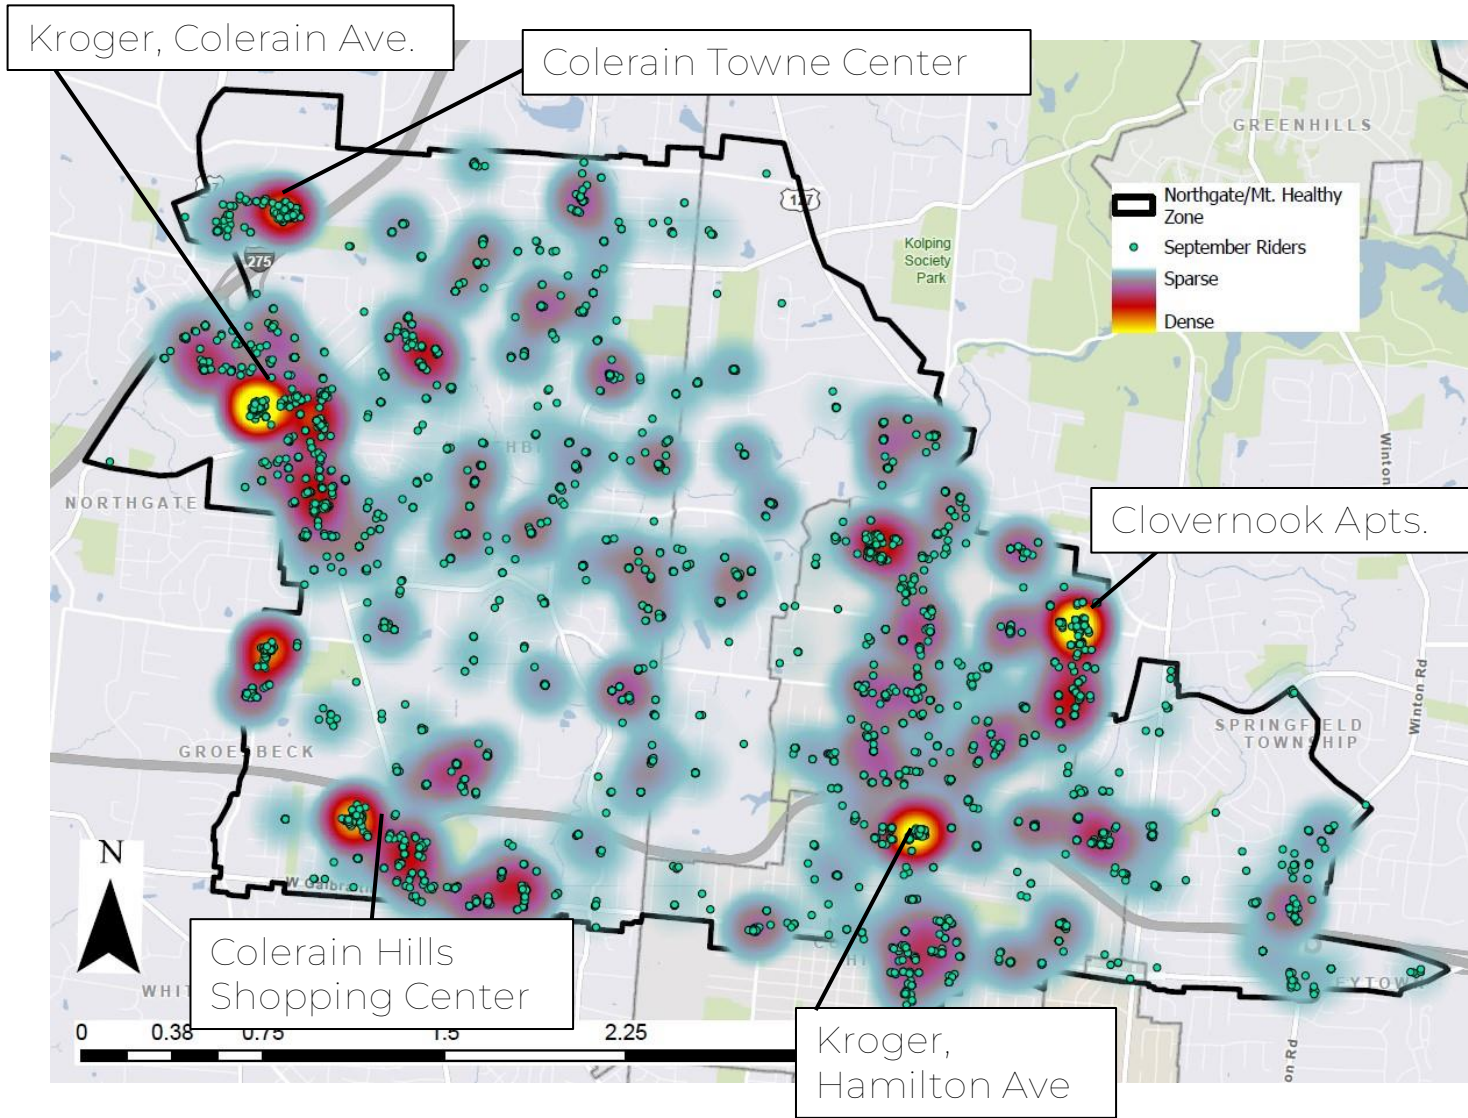 Kroger, Colerain Ave.
Colerain Towne Center
GREENHILLS
127
Northgate/Mt. Healthy
Zone
September Riders
Sparse
Dense
Kolping
Society
Park
275
NORTHGATE
Winton
Clovernook Apts.
Winton Rd
SPRINGFIELD
TOWNSHIP
GROESBECK
N
W Galbraith
Colerain Hills
Shopping Center
Kroger,
Hamilton Ave
0 0.38 0.75 1.5 2.25